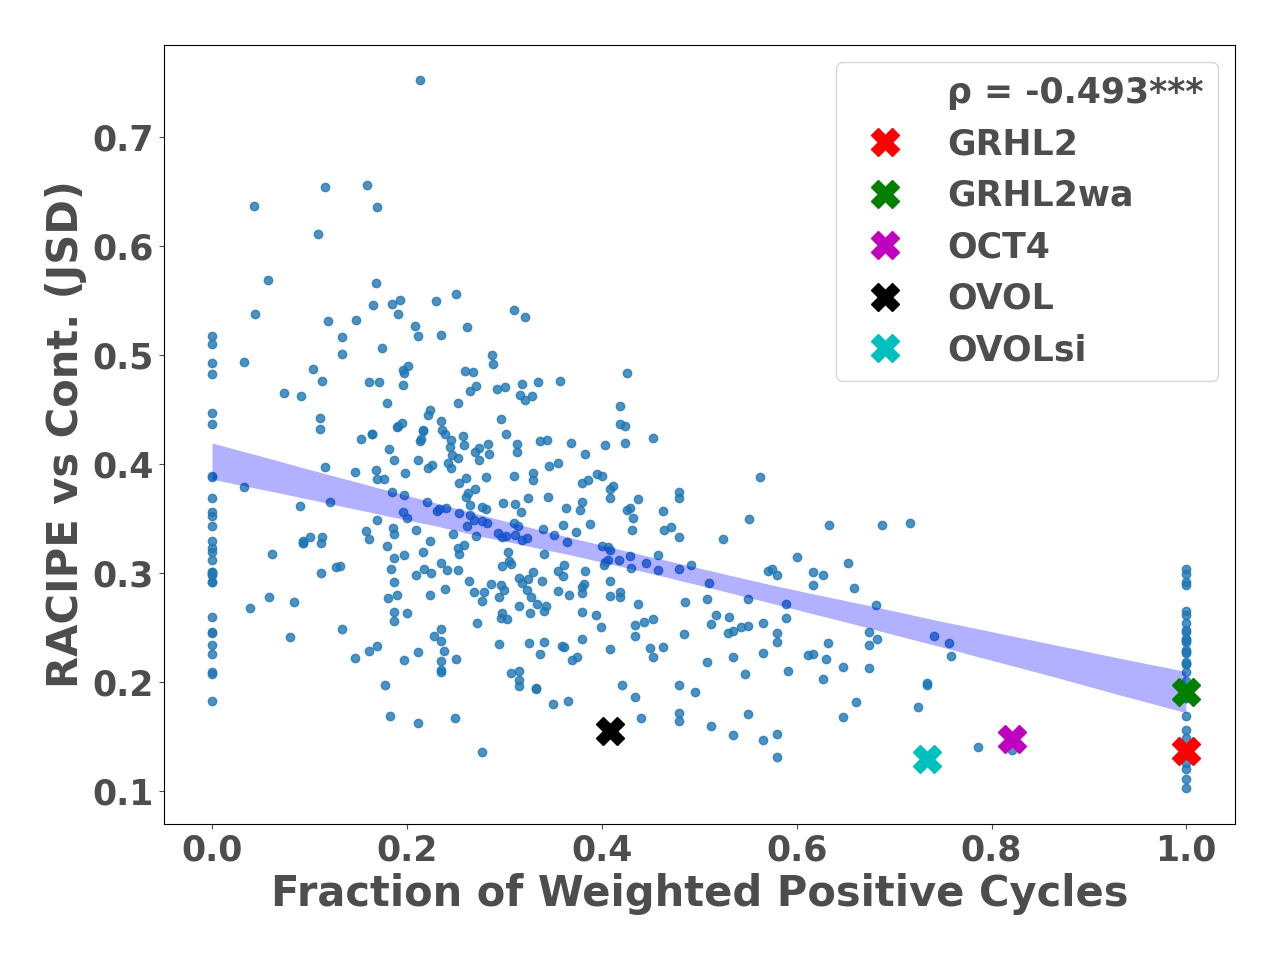 ρ = -0.493***
GRHL2
GRHL2wa
OCT4
OVOL
OVOLsi
RACIPE vs Cont. (JSD)
0.7
0.6
0.5
0.4
0.3
0.2
0.1
0.0 0.2 0.4 0.6 0.8 1.0
Fraction of Weighted Positive Cycles